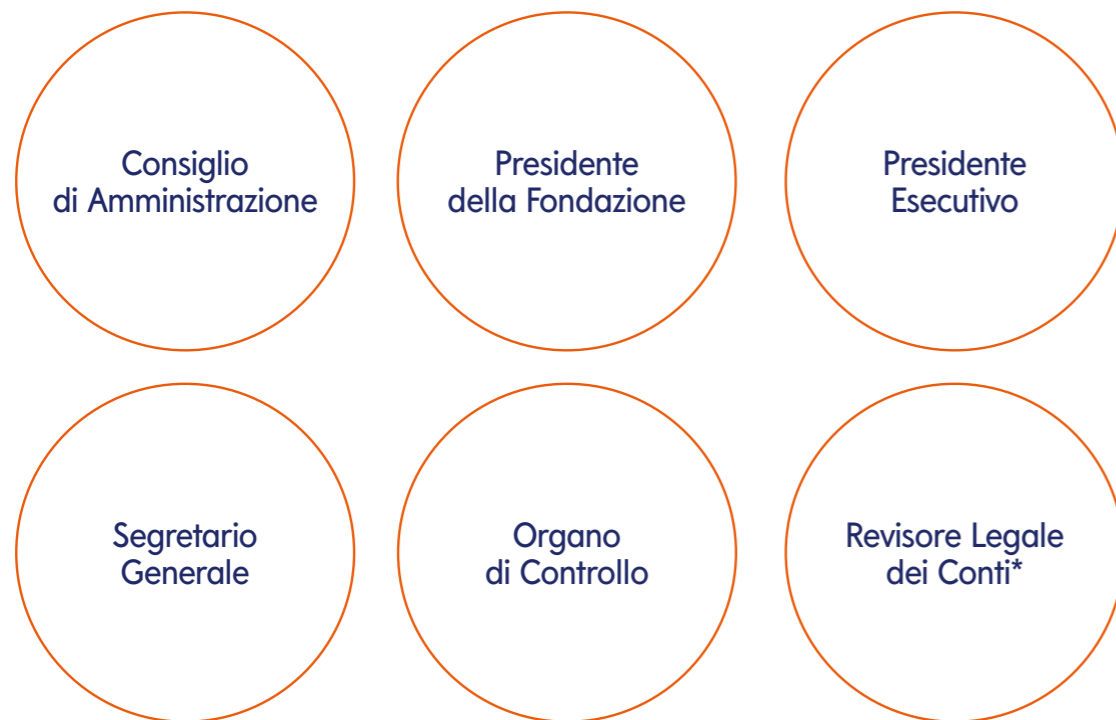 Consiglio
di Amministrazione
Presidente
della Fondazione
Presidente
Esecutivo
Segretario
Generale
Organo
di Controllo
Revisore Legale
dei Conti*